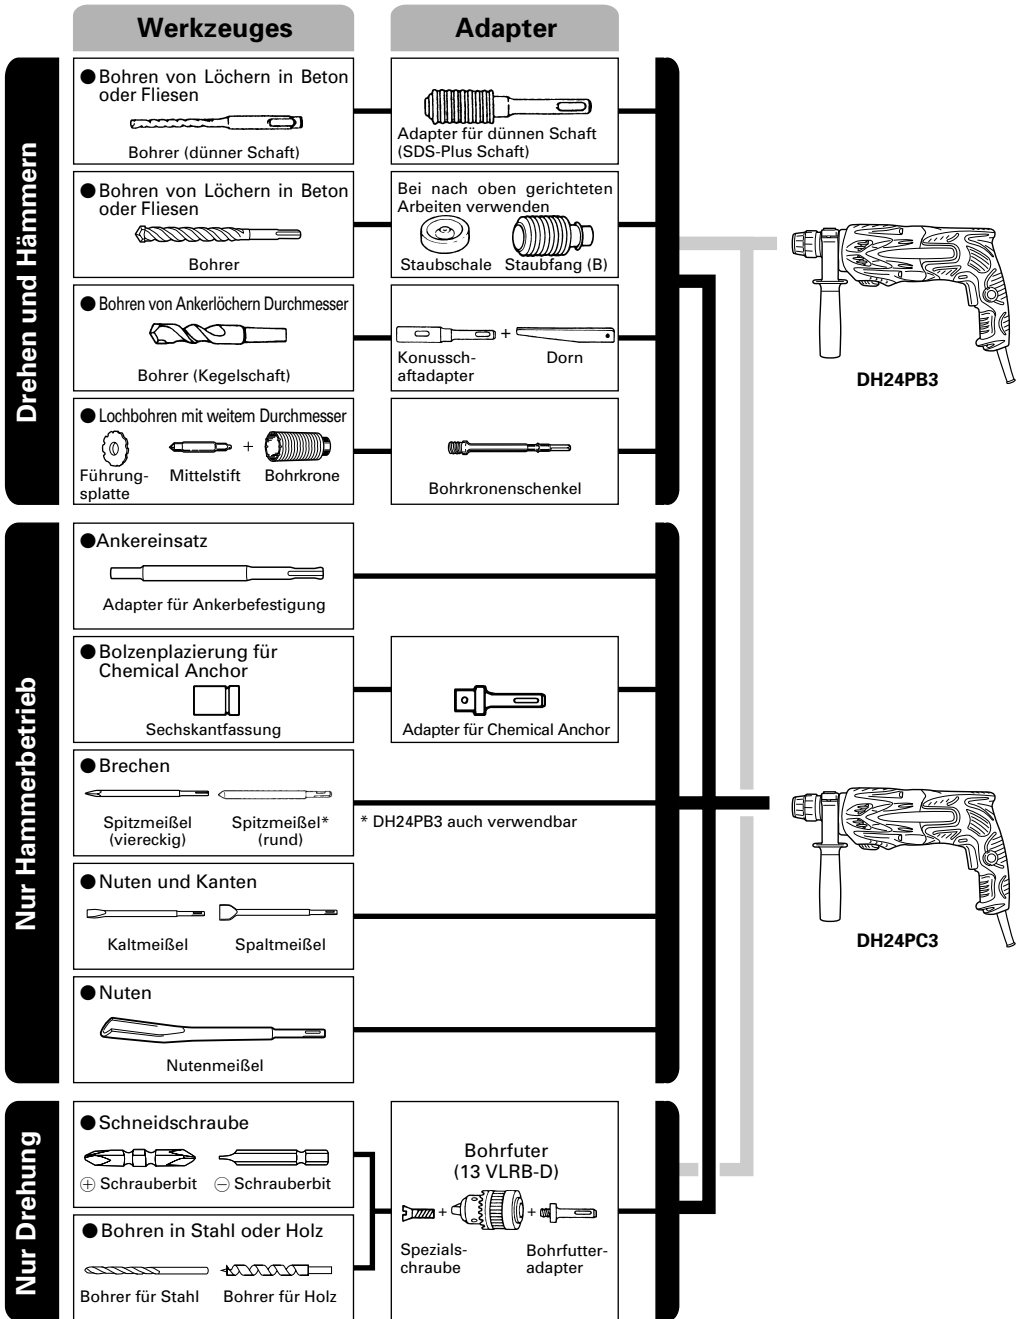 Werkzeuges
Adapter
Drehen und Hämmern
● Bohren von Löchern in Beton
oder Fliesen
Bohrer (dünner Schaft)
Adapter für dünnen Schaft
(SDS-Plus Schaft)
● Bohren von Löchern in Beton
oder Fliesen
Bohrer
Bei nach oben gerichteten
Arbeiten verwenden
Staubschale Staubfang (B)
● Bohren von Ankerlöchern Durchmesser
Bohrer (Kegelschaft)
+
Konussch-
aftadapter
Dorn
● Lochbohren mit weitem Durchmesser
+
Führung-
splatte
Mittelstift
Bohrkrone
Bohrkronenschenkel
DH24PB3
Nur Hammerbetrieb
● Ankereinsatz
Adapter für Ankerbefestigung
● Bolzenplazierung für
Chemical Anchor
Sechskantfassung
Adapter für Chemical Anchor
● Brechen
Spitzmeißel
(viereckig)
Spitzmeißel*
(rund)
* DH24PB3 auch verwendbar
● Nuten und Kanten
Kaltmeißel
Spaltmeißel
● Nuten
Nutenmeißel
DH24PC3
Nur Drehung
● Schneidschraube
⊕ Schrauberbit ⊖ Schrauberbit
● Bohren in Stahl oder Holz
Bohrer für Stahl Bohrer für Holz
Bohrfuter
(13 VLRB-D)
+ +
Spezials-
chraube
Bohrfutter-
adapter